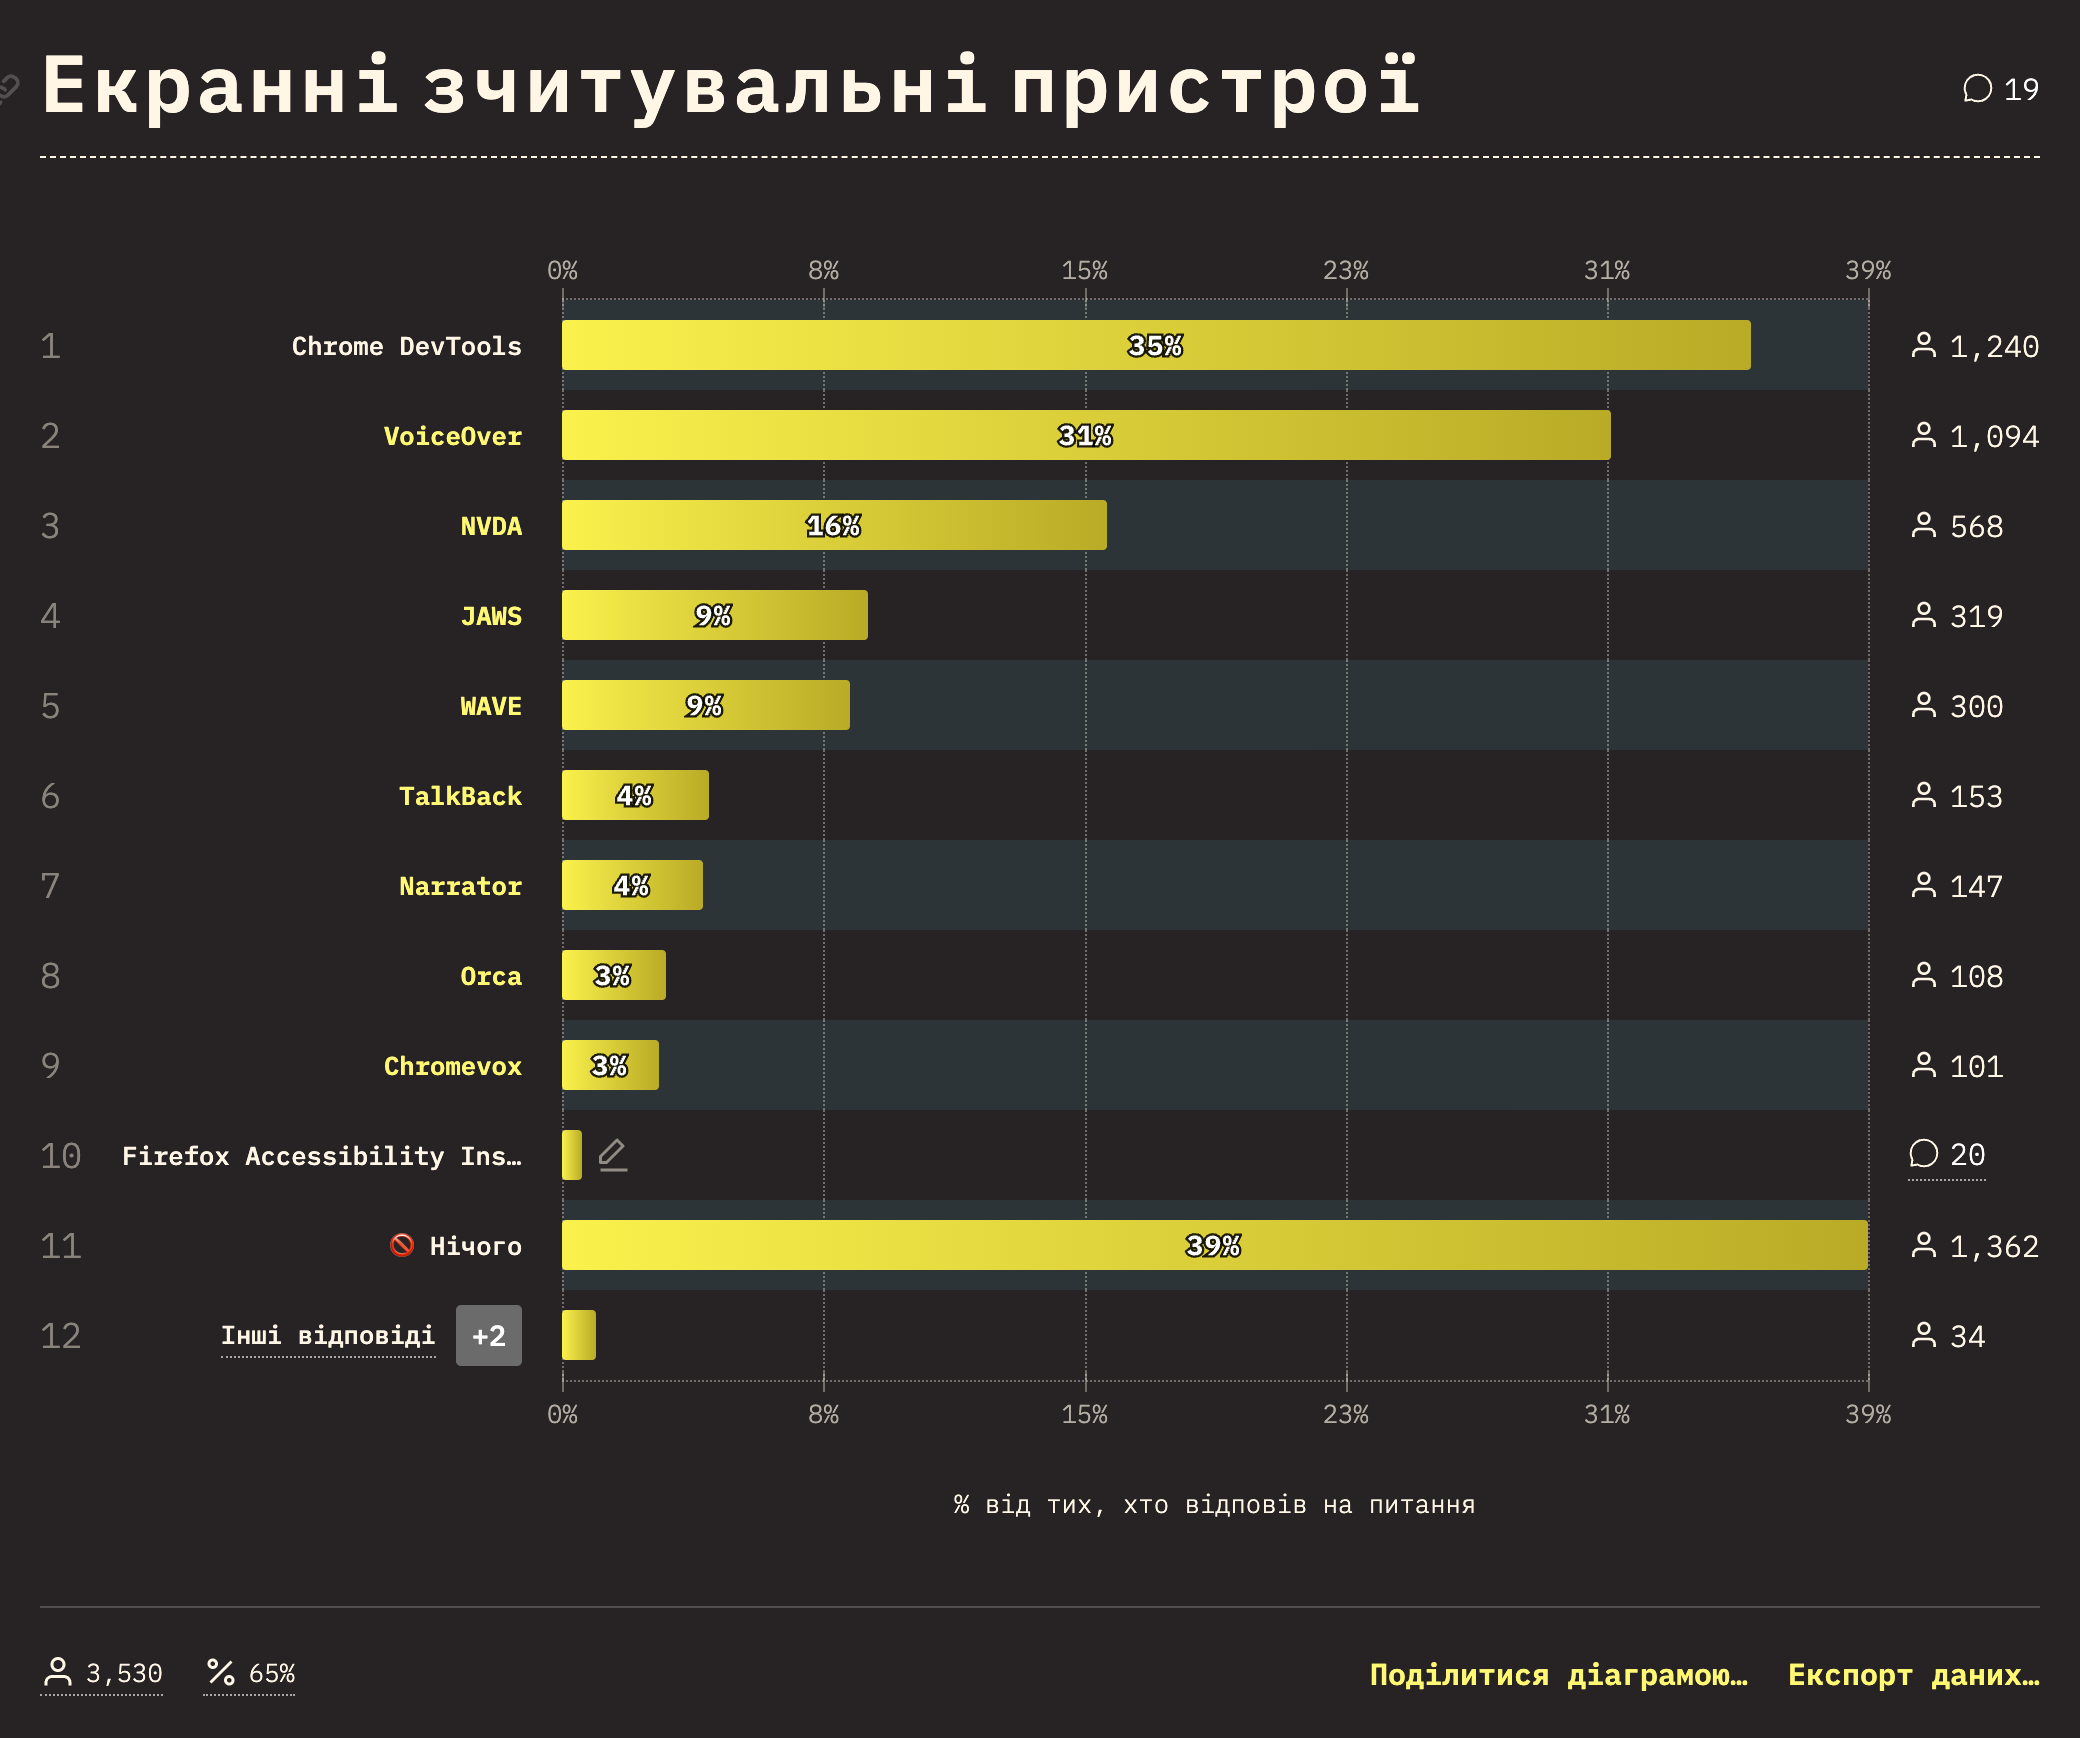 Екранні зчитувальні пристрої
19
0% 8% 15% 23% 31% 39%
1 Chrome DevTools 35% 1,240
2 VoiceOver 31% 1,094
3 NVDA 16% 568
4 JAWS 9% 319
5 WAVE 9% 300
6 TalkBack 4% 153
7 Narrator 4% 147
8 Orca 3% 108
9 Chromevox 3% 101
10 Firefox Accessibility Ins… 20
11 🚫 Нічого 39% 1,362
12 Інші відповіді +2 34
0% 8% 15% 23% 31% 39%
% від тих, хто відповів на питання
3,530 65% Поділитися діаграмою… Експорт даних…